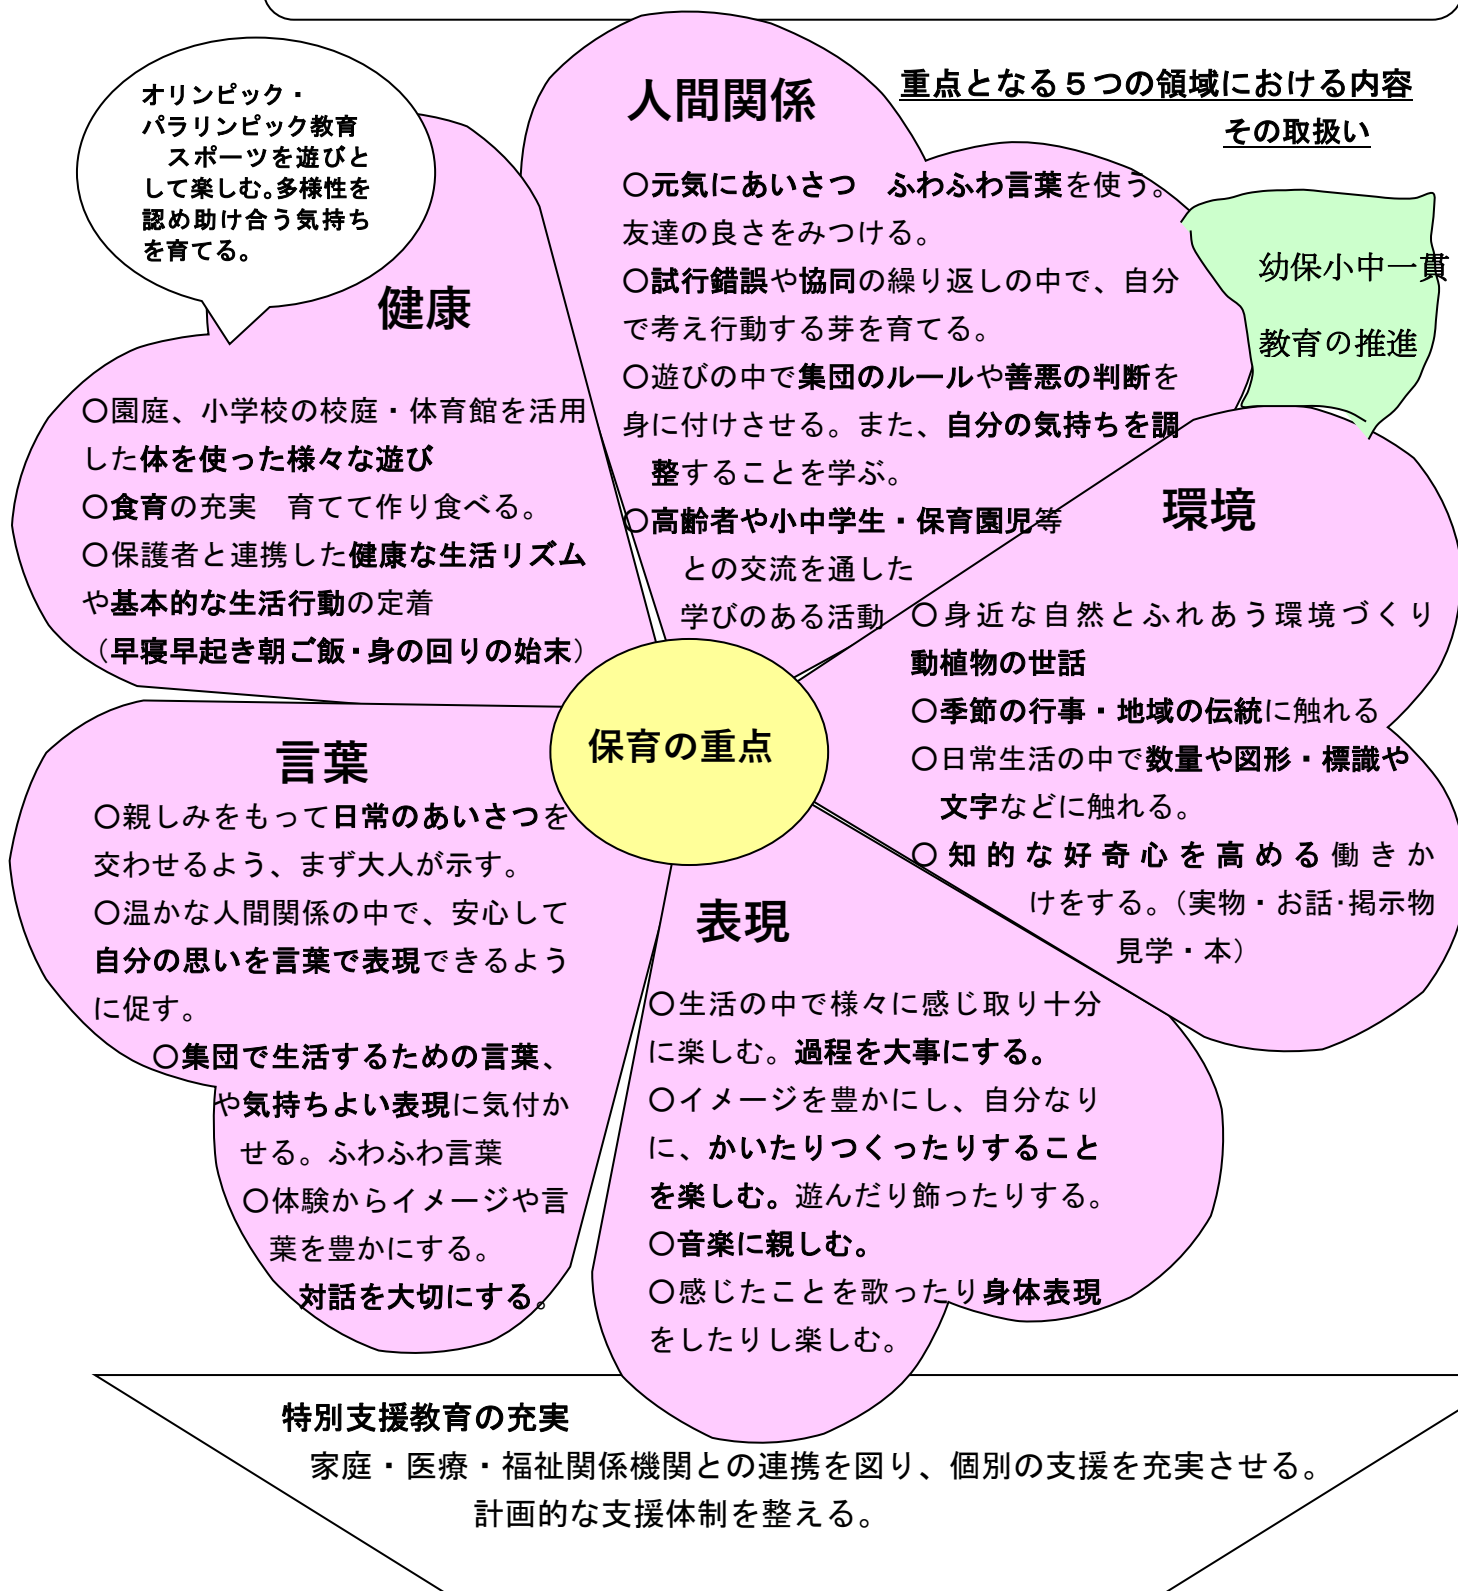 重点となる５つの領域における内容
その取扱い
オリンピック・
パラリンピック教育
スポーツを遊びと
して楽しむ。多様性を
認め助け合う気持ち
を育てる。
人間関係
〇元気にあいさつ　ふわふわ言葉を使う。
友達の良さをみつける。
〇試行錯誤や協同の繰り返しの中で、自分
で考え行動する芽を育てる。
〇遊びの中で集団のルールや善悪の判断を
身に付けさせる。また、自分の気持ちを調
整することを学ぶ。
〇高齢者や小中学生・保育園児等
との交流を通した
学びのある活動
幼保小中一貫
教育の推進
健康
〇園庭、小学校の校庭・体育館を活用
した体を使った様々な遊び
〇食育の充実　育てて作り食べる。
〇保護者と連携した健康な生活リズム
や基本的な生活行動の定着
（早寝早起き朝ご飯・身の回りの始末）
環境
〇身近な自然とふれあう環境づくり
動植物の世話
〇季節の行事・地域の伝統に触れる
〇日常生活の中で数量や図形・標識や
文字などに触れる。
〇知的な好奇心を高める働きか
けをする。（実物・お話・掲示物
見学・本）
保育の重点
言葉
〇親しみをもって日常のあいさつを
交わせるよう、まず大人が示す。
〇温かな人間関係の中で、安心して
自分の思いを言葉で表現できるよう
に促す。
〇集団で生活するための言葉、
や気持ちよい表現に気付か
せる。ふわふわ言葉
〇体験からイメージや言
葉を豊かにする。
対話を大切にする。
表現
〇生活の中で様々に感じ取り十分
に楽しむ。過程を大事にする。
〇イメージを豊かにし、自分なり
に、かいたりつくったりすること
を楽しむ。遊んだり飾ったりする。
〇音楽に親しむ。
〇感じたことを歌ったり身体表現
をしたりし楽しむ。
特別支援教育の充実
家庭・医療・福祉関係機関との連携を図り、個別の支援を充実させる。
計画的な支援体制を整える。